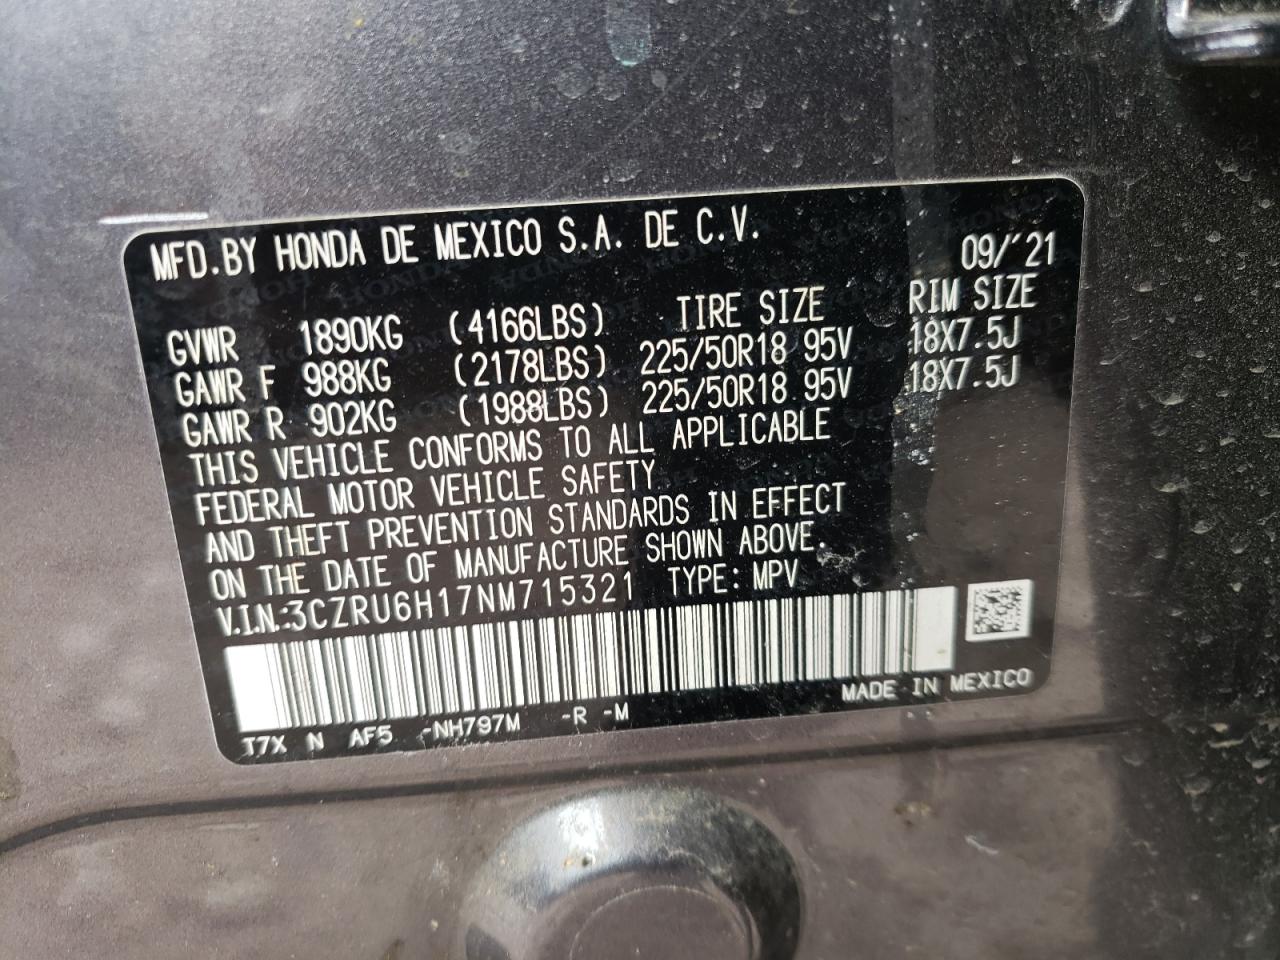 MFD.BY HONDA DE MEXICO S.A. DE C.V.
09/'21
GVWR 1890KG (4166LBS) TIRE SIZE RIM SIZE
GAWR F 988KG (2178LBS) 225/50R18 95V 18X7.5J
GAWR R 902KG (1988LBS) 225/50R18 95V 18X7.5J
THIS VEHICLE CONFORMS TO ALL APPLICABLE
FEDERAL MOTOR VEHICLE SAFETY
AND THEFT PREVENTION STANDARDS IN EFFECT
ON THE DATE OF MANUFACTURE SHOWN ABOVE.
V.I.N.:3CZRU6H17NM715321 TYPE: MPV
T7X N AF5 -NH797M -R -M
MADE IN MEXICO